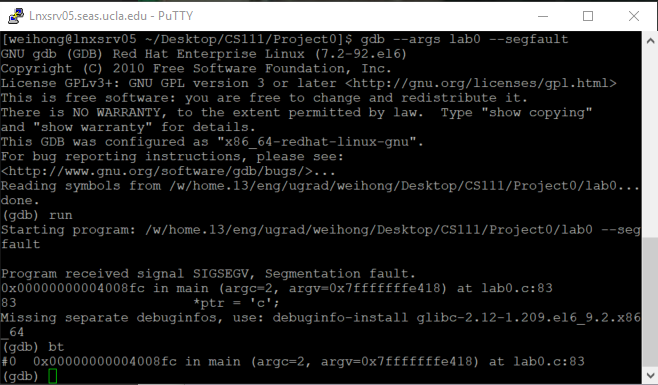 Lnxsrv05.seas.ucla.edu - PuTTY
[weihong@lnxsrv05 ~/Desktop/CS111/Project0]$ gdb --args lab0 --segfault
GNU gdb (GDB) Red Hat Enterprise Linux (7.2-92.el6)
Copyright (C) 2010 Free Software Foundation, Inc.
License GPLv3+: GNU GPL version 3 or later <http://gnu.org/licenses/gpl.html>
This is free software: you are free to change and redistribute it.
There is NO WARRANTY, to the extent permitted by law.  Type "show copying"
and "show warranty" for details.
This GDB was configured as "x86_64-redhat-linux-gnu".
For bug reporting instructions, please see:
<http://www.gnu.org/software/gdb/bugs/>...
Reading symbols from /w/home.13/eng/ugrad/weihong/Desktop/CS111/Project0/lab0...
done.
(gdb) run
Starting program: /w/home.13/eng/ugrad/weihong/Desktop/CS111/Project0/lab0 --seg
fault
Program received signal SIGSEGV, Segmentation fault.
0x00000000004008fc in main (argc=2, argv=0x7fffffffe418) at lab0.c:83
83                  *ptr = 'c';
Missing separate debuginfos, use: debuginfo-install glibc-2.12-1.209.el6_9.2.x86
_64
(gdb) bt
#0  0x00000000004008fc in main (argc=2, argv=0x7fffffffe418) at lab0.c:83
(gdb)